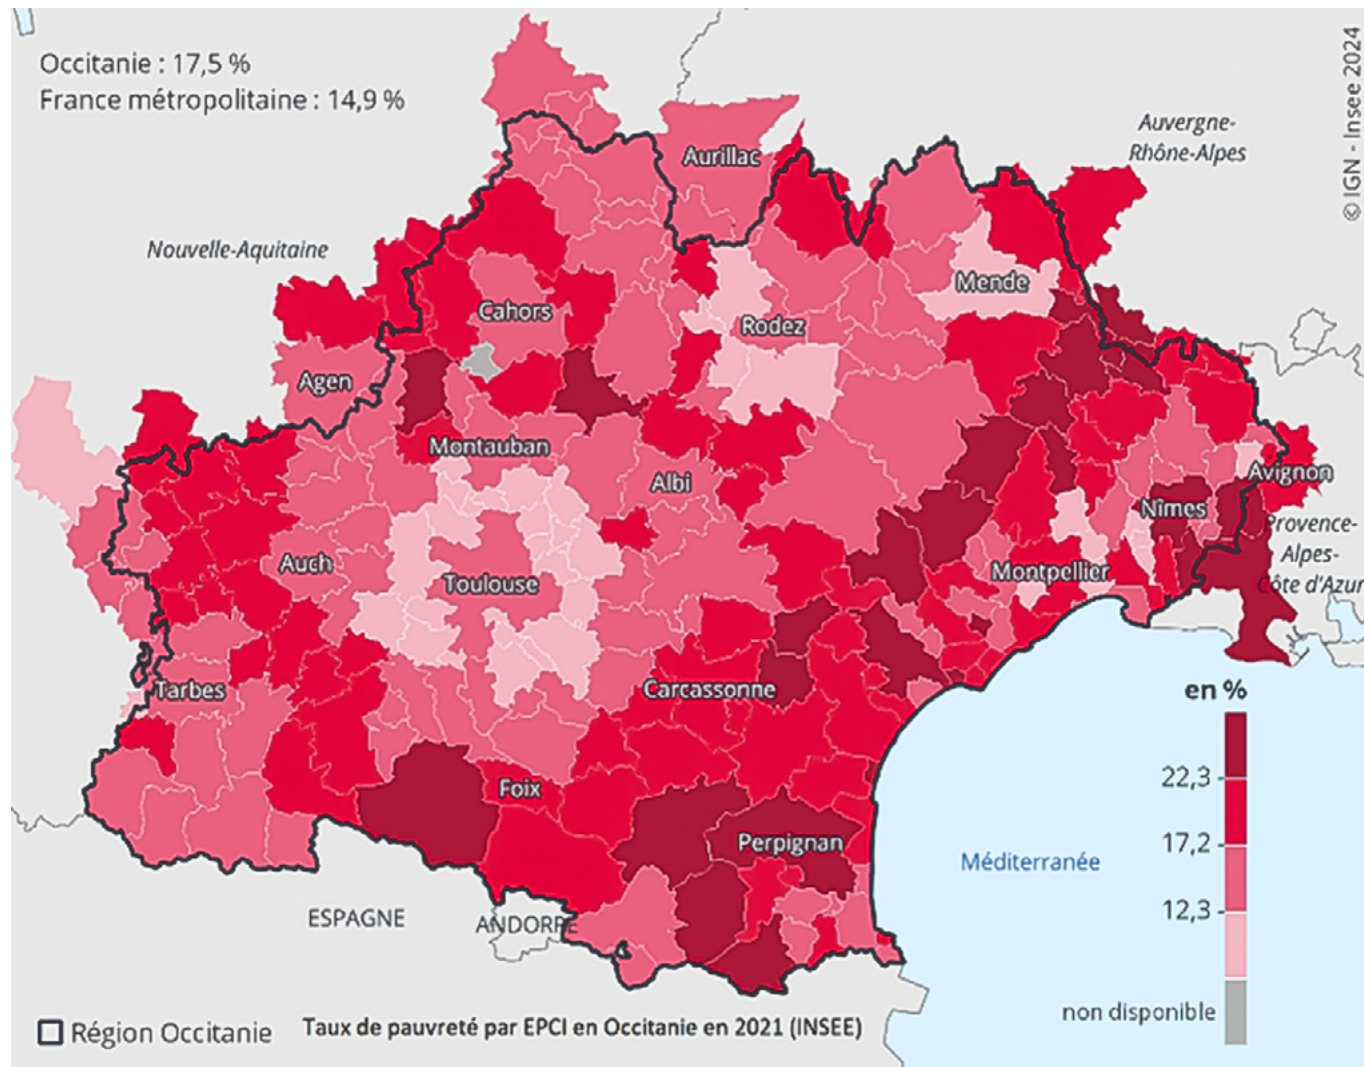 Occitanie : 17,5 %
France métropolitaine : 14,9 %
© IGN - Insee 2024
Auvergne-
Rhône-Alpes
Aurillac
Nouvelle-Aquitaine
Mende
Cahors
Rodez
Agen
Montauban
Albi
Avignon
Nîmes
Provence-
Alpes-
Côte d'Azur
Auch
Toulouse
Montpellier
Tarbes
Carcassonne
en %
22,3
17,2
12,3
non disponible
Foix
Perpignan
Méditerranée
ESPAGNE
ANDORRE
Région Occitanie
Taux de pauvreté par EPCI en Occitanie en 2021 (INSEE)